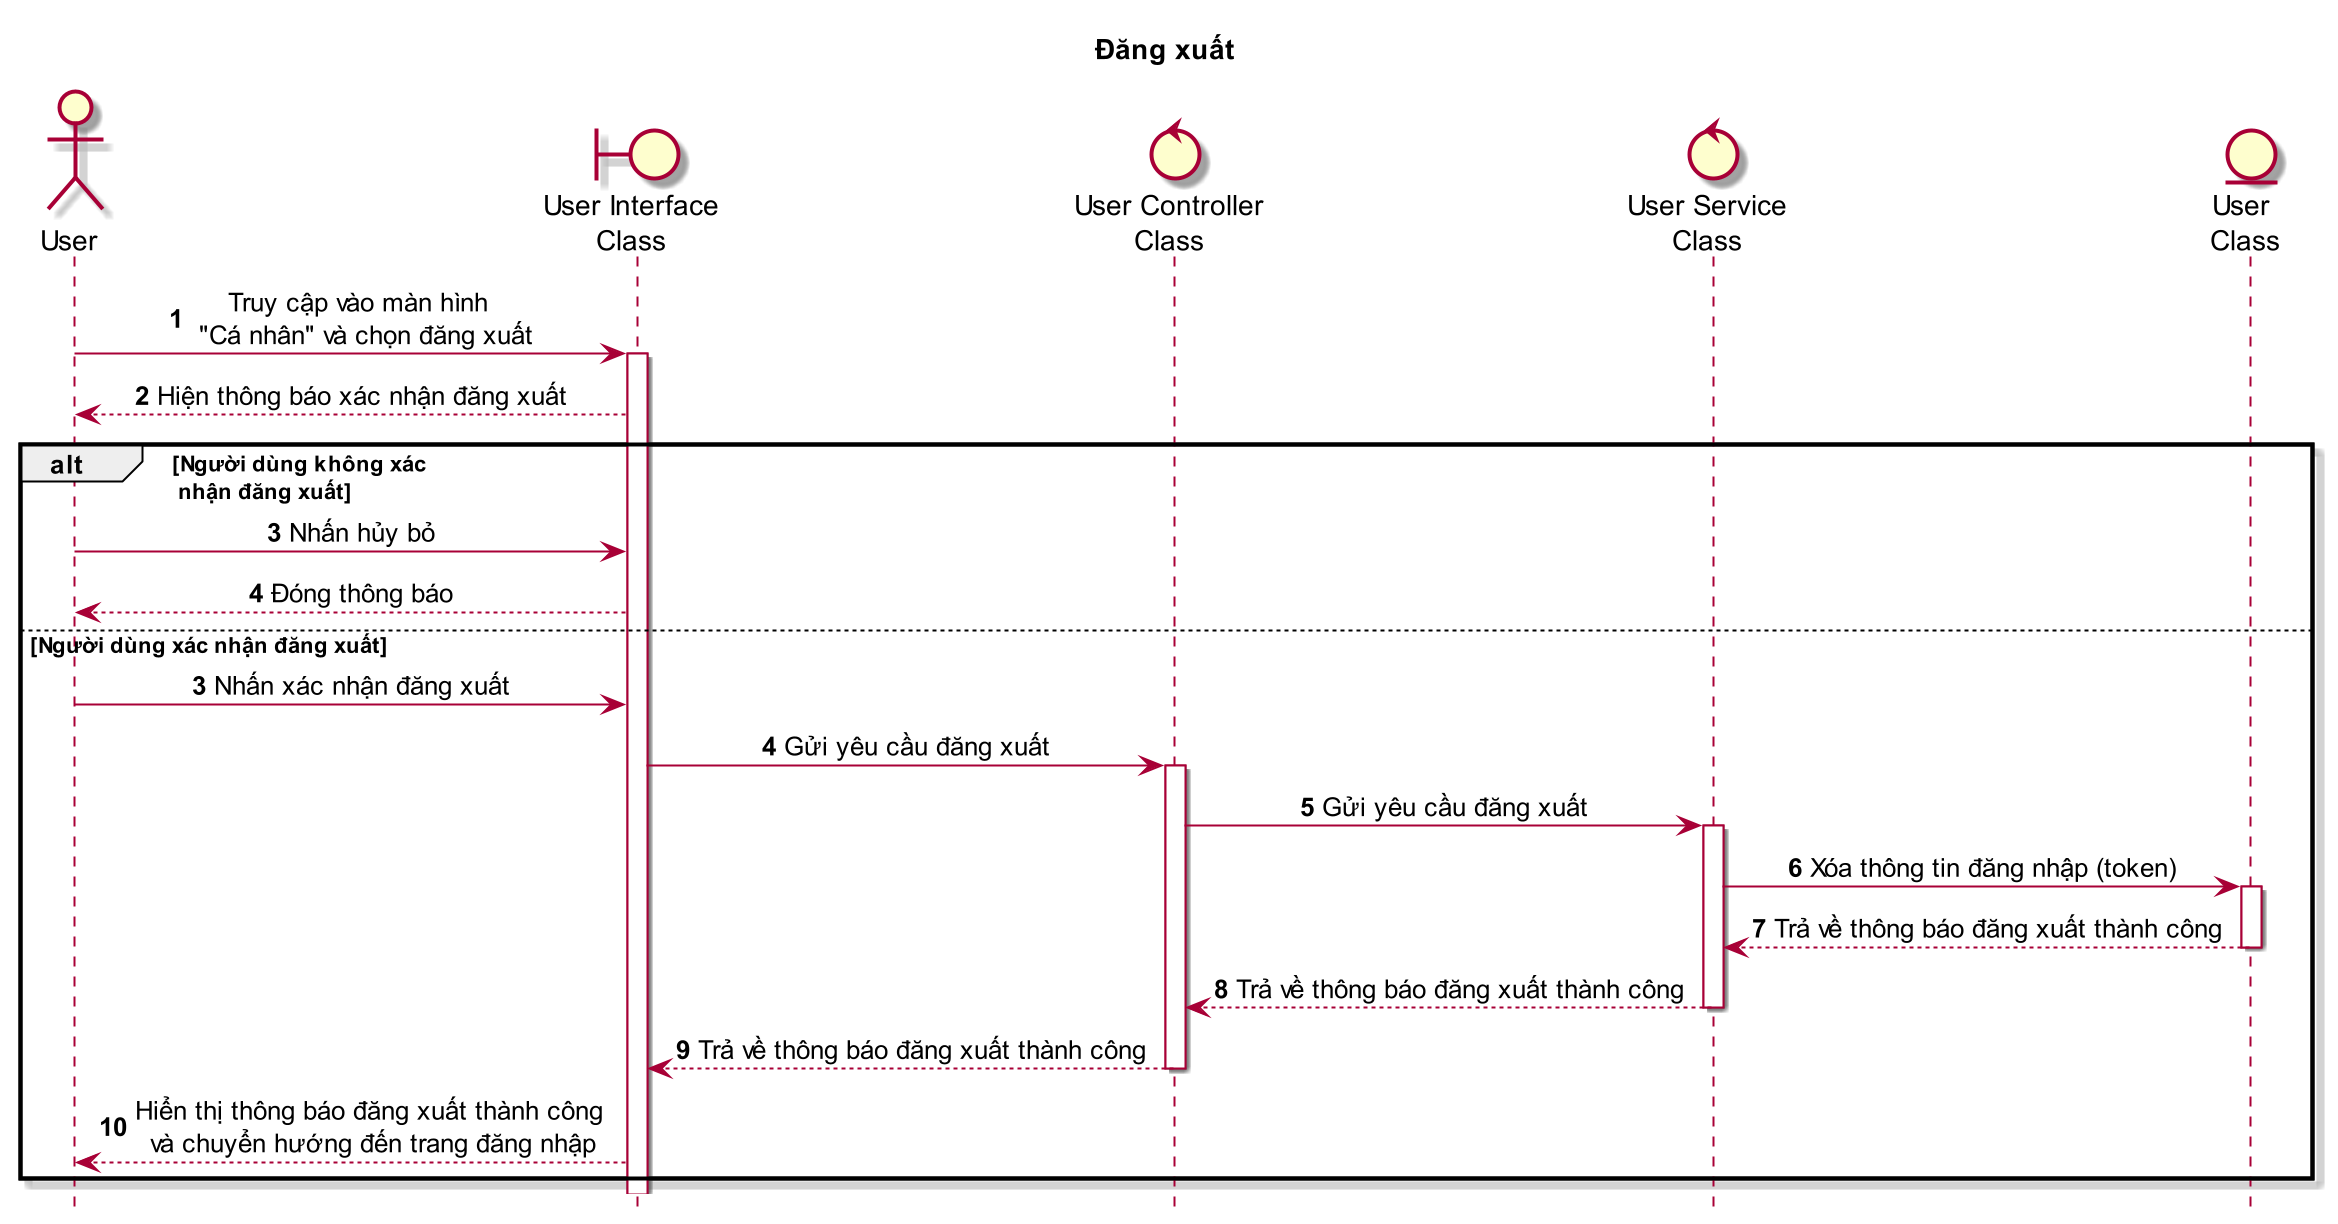 Đăng xuất
User
User Interface
Class
User Controller
Class
User Service
Class
User
Class
1 Truy cập vào màn hình
"Cá nhân" và chọn đăng xuất
2 Hiện thông báo xác nhận đăng xuất
alt [Người dùng không xác
nhận đăng xuất]
3 Nhấn hủy bỏ
4 Đóng thông báo
[Người dùng xác nhận đăng xuất]
3 Nhấn xác nhận đăng xuất
4 Gửi yêu cầu đăng xuất
5 Gửi yêu cầu đăng xuất
6 Xóa thông tin đăng nhập (token)
7 Trả về thông báo đăng xuất thành công
8 Trả về thông báo đăng xuất thành công
9 Trả về thông báo đăng xuất thành công
10 Hiển thị thông báo đăng xuất thành công
và chuyển hướng đến trang đăng nhập